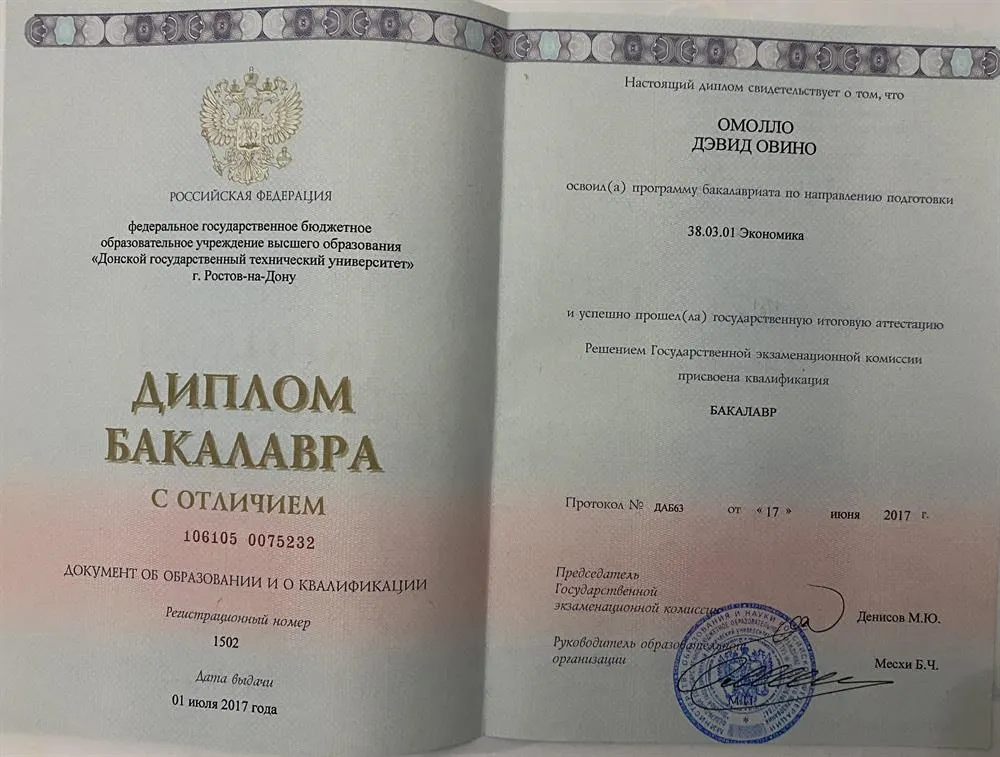 РОССИЙСКАЯ ФЕДЕРАЦИЯ
федеральное государственное бюджетное
образовательное учреждение высшего образования
«Донской государственный технический университет»
г. Ростов-на-Дону
ДИПЛОМ
БАКАЛАВРА
С ОТЛИЧИЕМ
106105 0075232
ДОКУМЕНТ ОБ ОБРАЗОВАНИИ И О КВАЛИФИКАЦИИ
Регистрационный номер
1502
Дата выдачи
01 июля 2017 года
Настоящий диплом свидетельствует о том, что
ОМОЛЛО
ДЭВИД ОВИНО
освоил(а) программу бакалавриата по направлению подготовки
38.03.01 Экономика
и успешно прошел(ла) государственную итоговую аттестацию
Решением Государственной экзаменационной комиссии
присвоена квалификация
БАКАЛАВР
Протокол № ДАБ63 от «17» июня 2017 г.
Председатель
Государственной
экзаменационной комиссии
Денисов М.Ю.
Руководитель образовательной
организации
Месхи Б.Ч.
М.П.